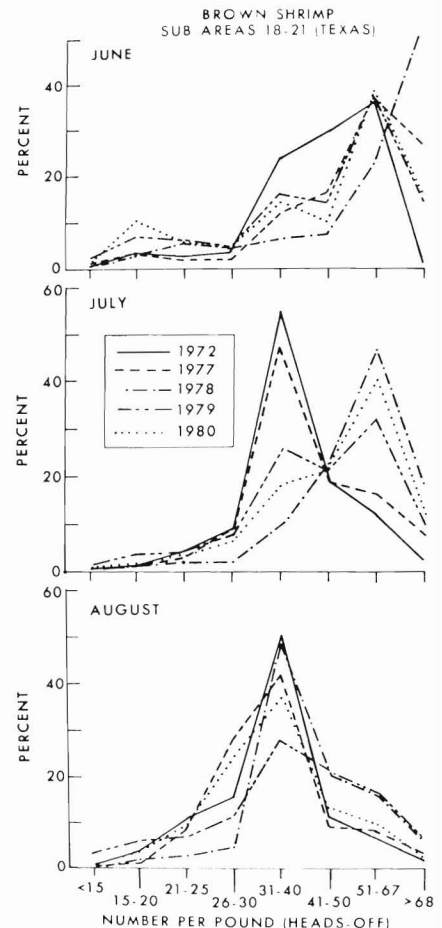 BROWN SHRIMP
SUB AREAS 18-21 (TEXAS)
JUNE
40
20
0
PERCENT
JULY
60
40
20
0
PERCENT
1972
1977
1978
1979
1980
AUGUST
60
40
20
0
PERCENT
<15 15-20 21-25 26-30 31-40 41-50 51-67 >68
NUMBER PER POUND (HEADS-OFF)